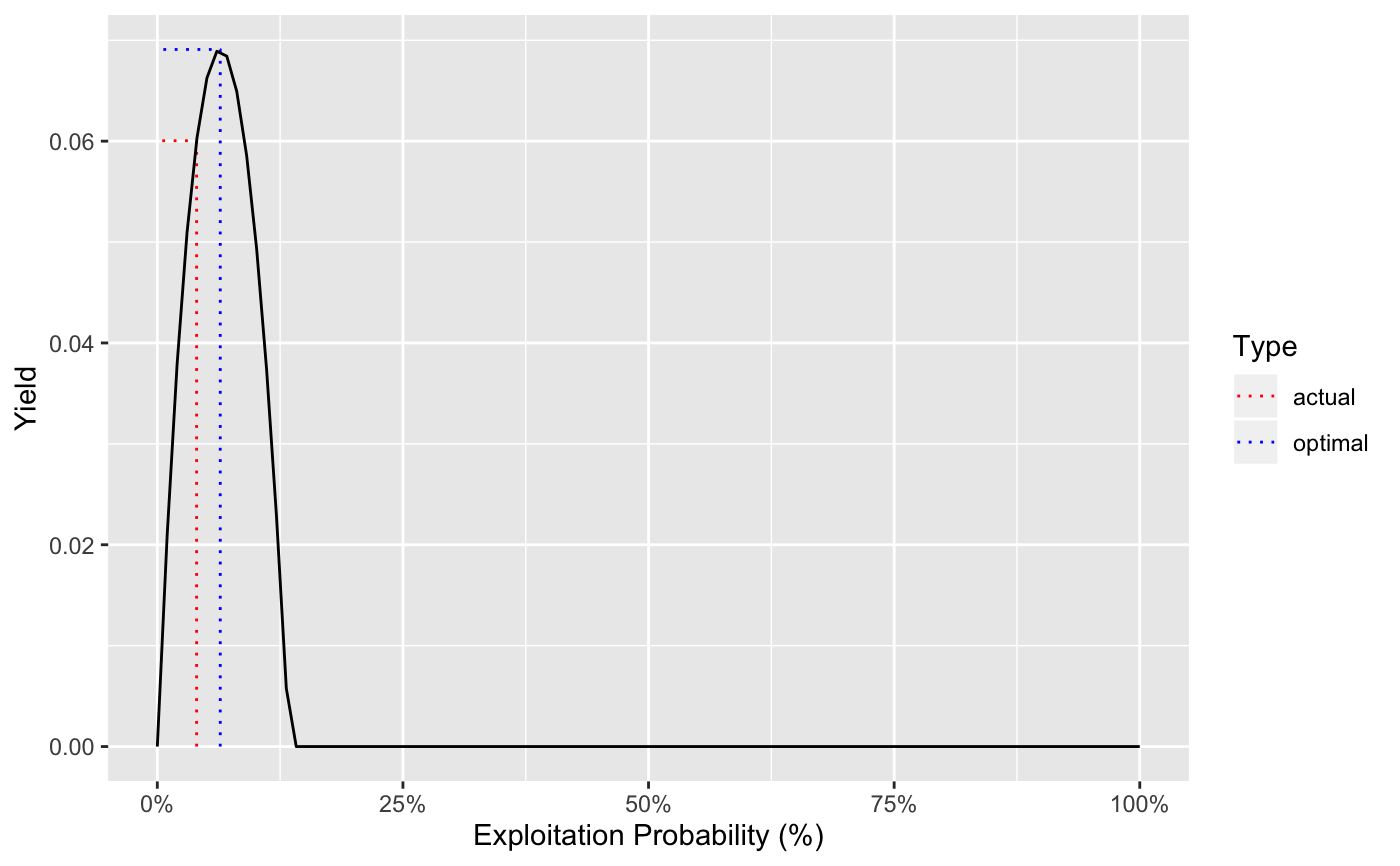 0.06
0.04
0.02
0.00
Yield
0%
25%
50%
75%
100%
Exploitation Probability (%)
Type
actual
optimal